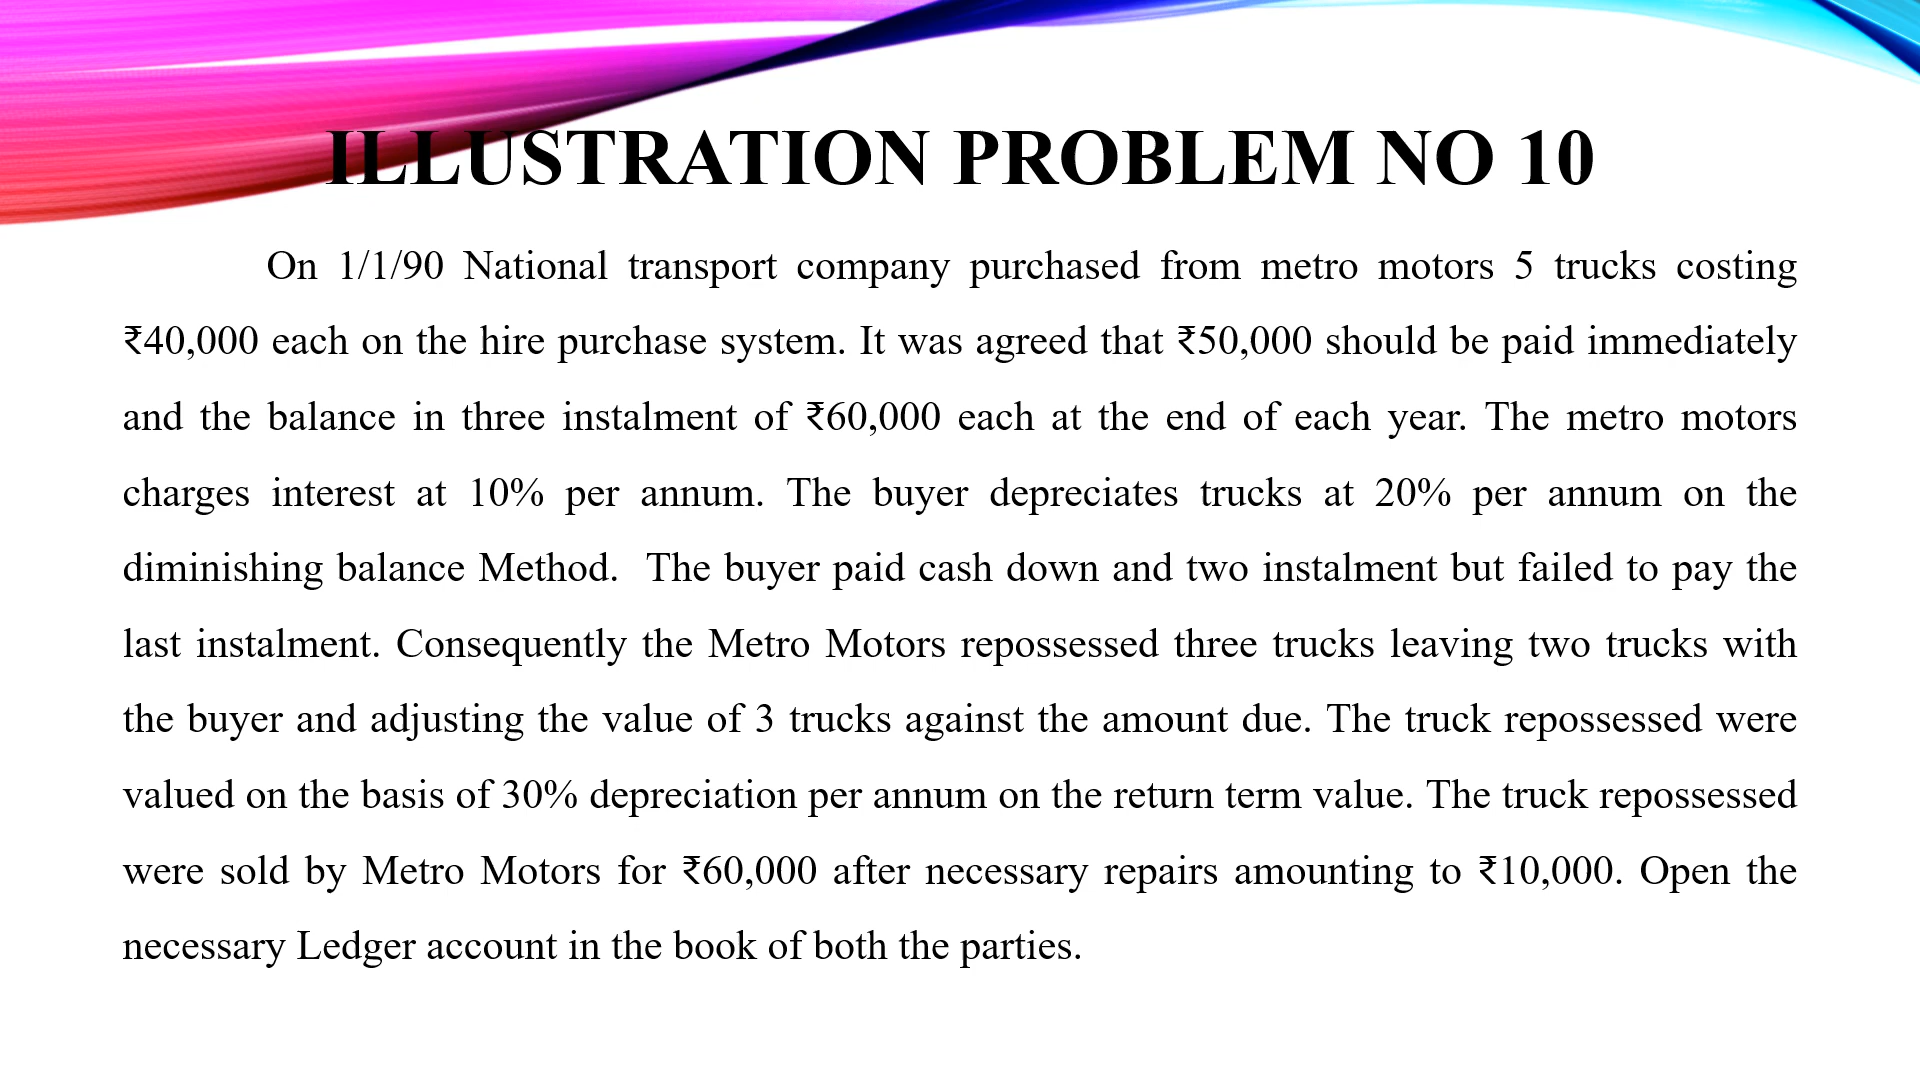 ILLUSTRATION PROBLEM NO 10
On 1/1/90 National transport company purchased from metro motors 5 trucks costing
₹40,000 each on the hire purchase system. It was agreed that ₹50,000 should be paid immediately
and the balance in three instalment of ₹60,000 each at the end of each year. The metro motors
charges interest at 10% per annum. The buyer depreciates trucks at 20% per annum on the
diminishing balance Method. The buyer paid cash down and two instalment but failed to pay the
last instalment. Consequently the Metro Motors repossessed three trucks leaving two trucks with
the buyer and adjusting the value of 3 trucks against the amount due. The truck repossessed were
valued on the basis of 30% depreciation per annum on the return term value. The truck repossessed
were sold by Metro Motors for ₹60,000 after necessary repairs amounting to ₹10,000. Open the
necessary Ledger account in the book of both the parties.